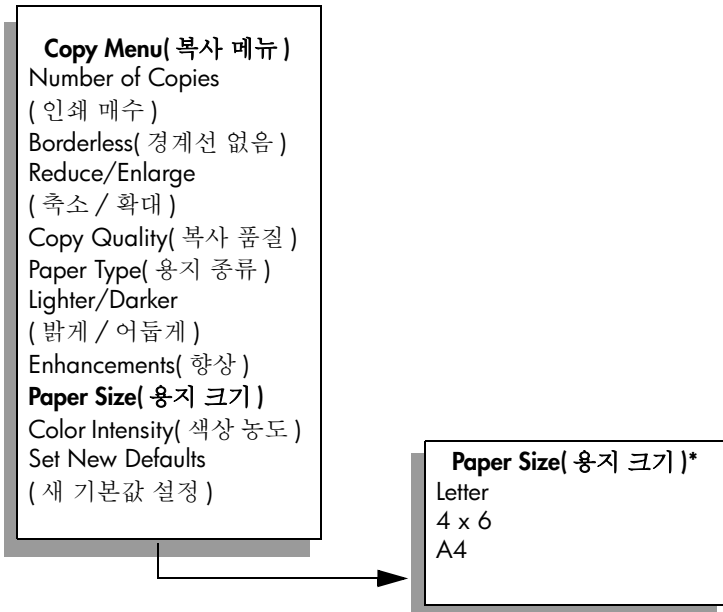 Copy Menu( 복사 메뉴 )
Number of Copies
( 인쇄 매수 )
Borderless( 경계선 없음 )
Reduce/Enlarge
( 축소 / 확대 )
Copy Quality( 복사 품질 )
Paper Type( 용지 종류 )
Lighter/Darker
( 밝게 / 어둡게 )
Enhancements( 향상 )
Paper Size( 용지 크기 )
Color Intensity( 색상 농도 )
Set New Defaults
( 새 기본값 설정 )
Paper Size( 용지 크기 )*
Letter
4 x 6
A4